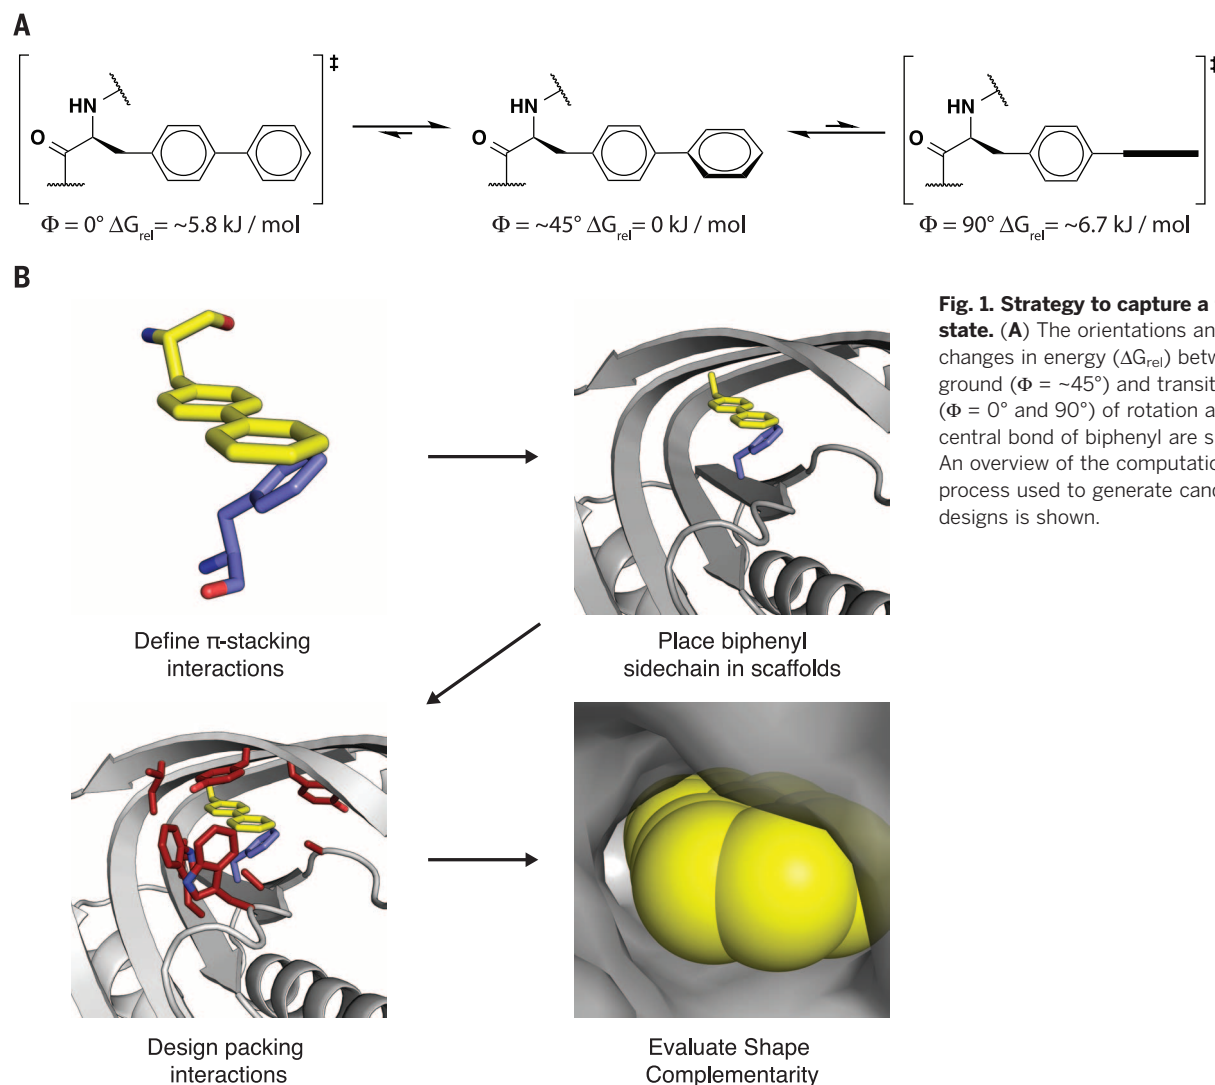 A
HN
O
‡
Φ = 0° ΔGrel = ~5.8 kJ / mol
HN
O
Φ = ~45° ΔGrel = 0 kJ / mol
HN
O
‡
Φ = 90° ΔGrel = ~6.7 kJ / mol
B
Define π-stacking
interactions
Place biphenyl
sidechain in scaffolds
Design packing
interactions
Evaluate Shape
Complementarity
Fig. 1. Strategy to capture a
state. (A) The orientations an
changes in energy (ΔGrel) betw
ground (Φ = ~45°) and transit
(Φ = 0° and 90°) of rotation a
central bond of biphenyl are s
An overview of the computatio
process used to generate canc
designs is shown.